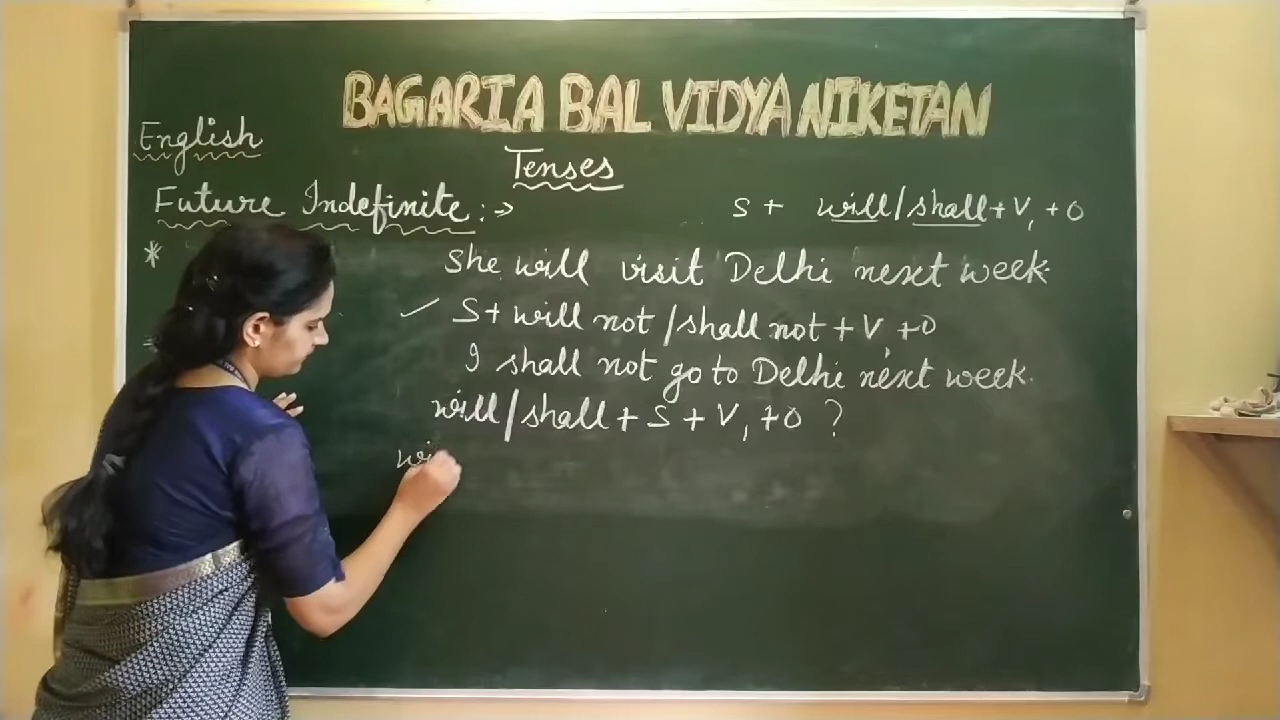 BAGARIA BAL VIDYA NIKETAN
English
Tenses
Future Indefinite :→ S + will/shall + V₁ + O
*
She will visit Delhi next week.
✓ S + will not / shall not + V₁ + O
I shall not go to Delhi next week.
will/shall + S + V₁ + O ?
wi